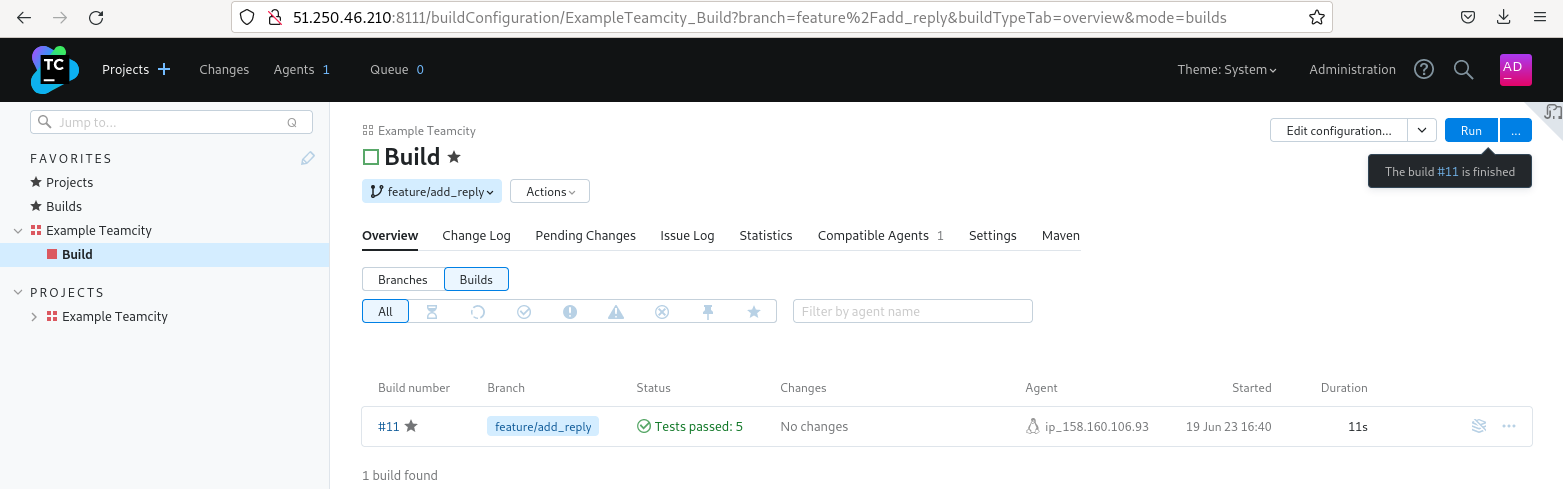 51.250.46.210:8111/buildConfiguration/ExampleTeamcity_Build?branch=feature%2Fadd_reply&buildTypeTab=overview&mode=builds
TC Projects Changes Agents 1 Queue 0 Theme: System Administration AD
Jump to... Q
FAVORITES
Projects
Builds
Example Teamcity
Build
PROJECTS
Example Teamcity
Example Teamcity
Edit configuration... Run ...
Build
The build #11 is finished
feature/add_reply Actions
Overview Change Log Pending Changes Issue Log Statistics Compatible Agents 1 Settings Maven
Branches Builds
All Filter by agent name
Build number Branch Status Changes Agent Started Duration
#11 feature/add_reply Tests passed: 5 No changes ip_158.160.106.93 19 Jun 23 16:40 11s
1 build found